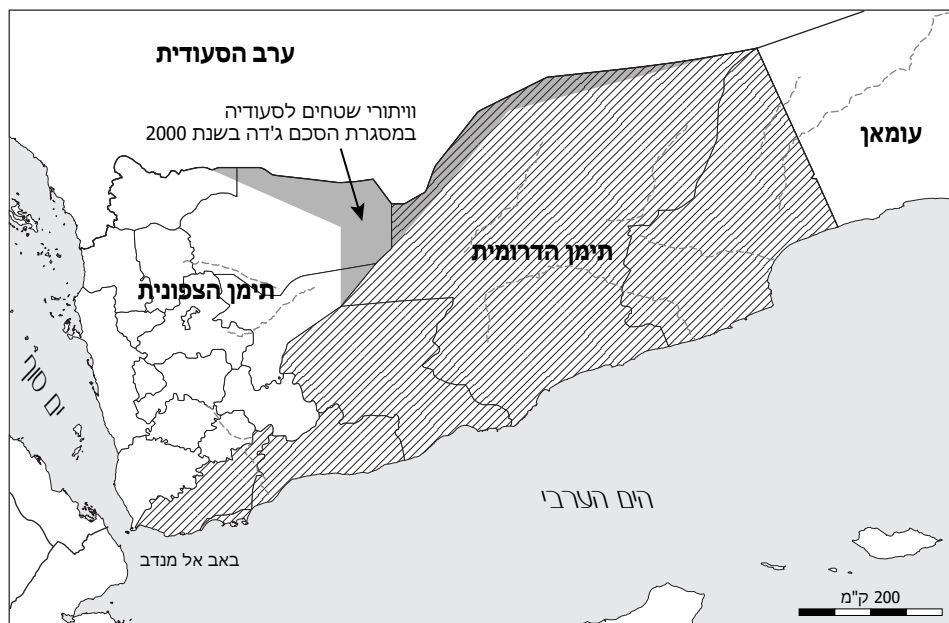 ערב הסעודית
וויתורי שטחים לסעודיה
במסגרת הסכם ג'דה בשנת 2000
עומאן
תימן הדרומית
תימן הצפונית
ים סוף
הים הערבי
באב אל מנדב
200 ק"מ